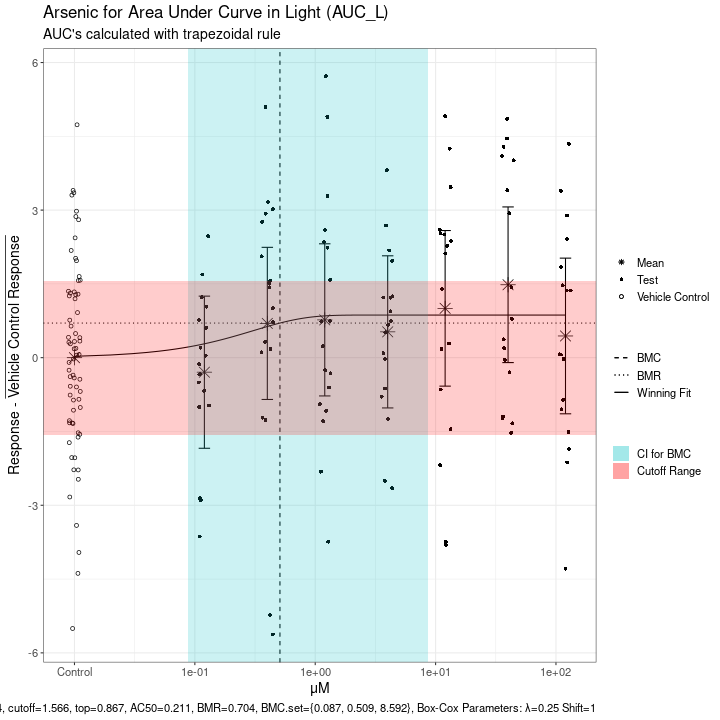 Arsenic for Area Under Curve in Light (AUC_L)
AUC's calculated with trapezoidal rule
Response - Vehicle Control Response
6
3
0
-3
-6
Control
1e-01
1e+00
1e+01
1e+02
μM
Mean
Test
Vehicle Control
BMC
BMR
Winning Fit
CI for BMC
Cutoff Range
cutoff=1.566, top=0.867, AC50=0.211, BMR=0.704, BMC.set={0.087, 0.509, 8.592}, Box-Cox Parameters: λ=0.25 Shift=1